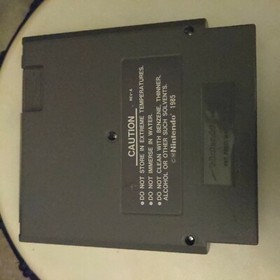 REV-A
CAUTION
● DO NOT STORE IN EXTREME TEMPERATURES.
● DO NOT IMMERSE IN WATER.
● DO NOT CLEAN WITH BENZENE, THINNER,
ALCOHOL OR OTHER SUCH SOLVENTS.
©®Nintendo 1985